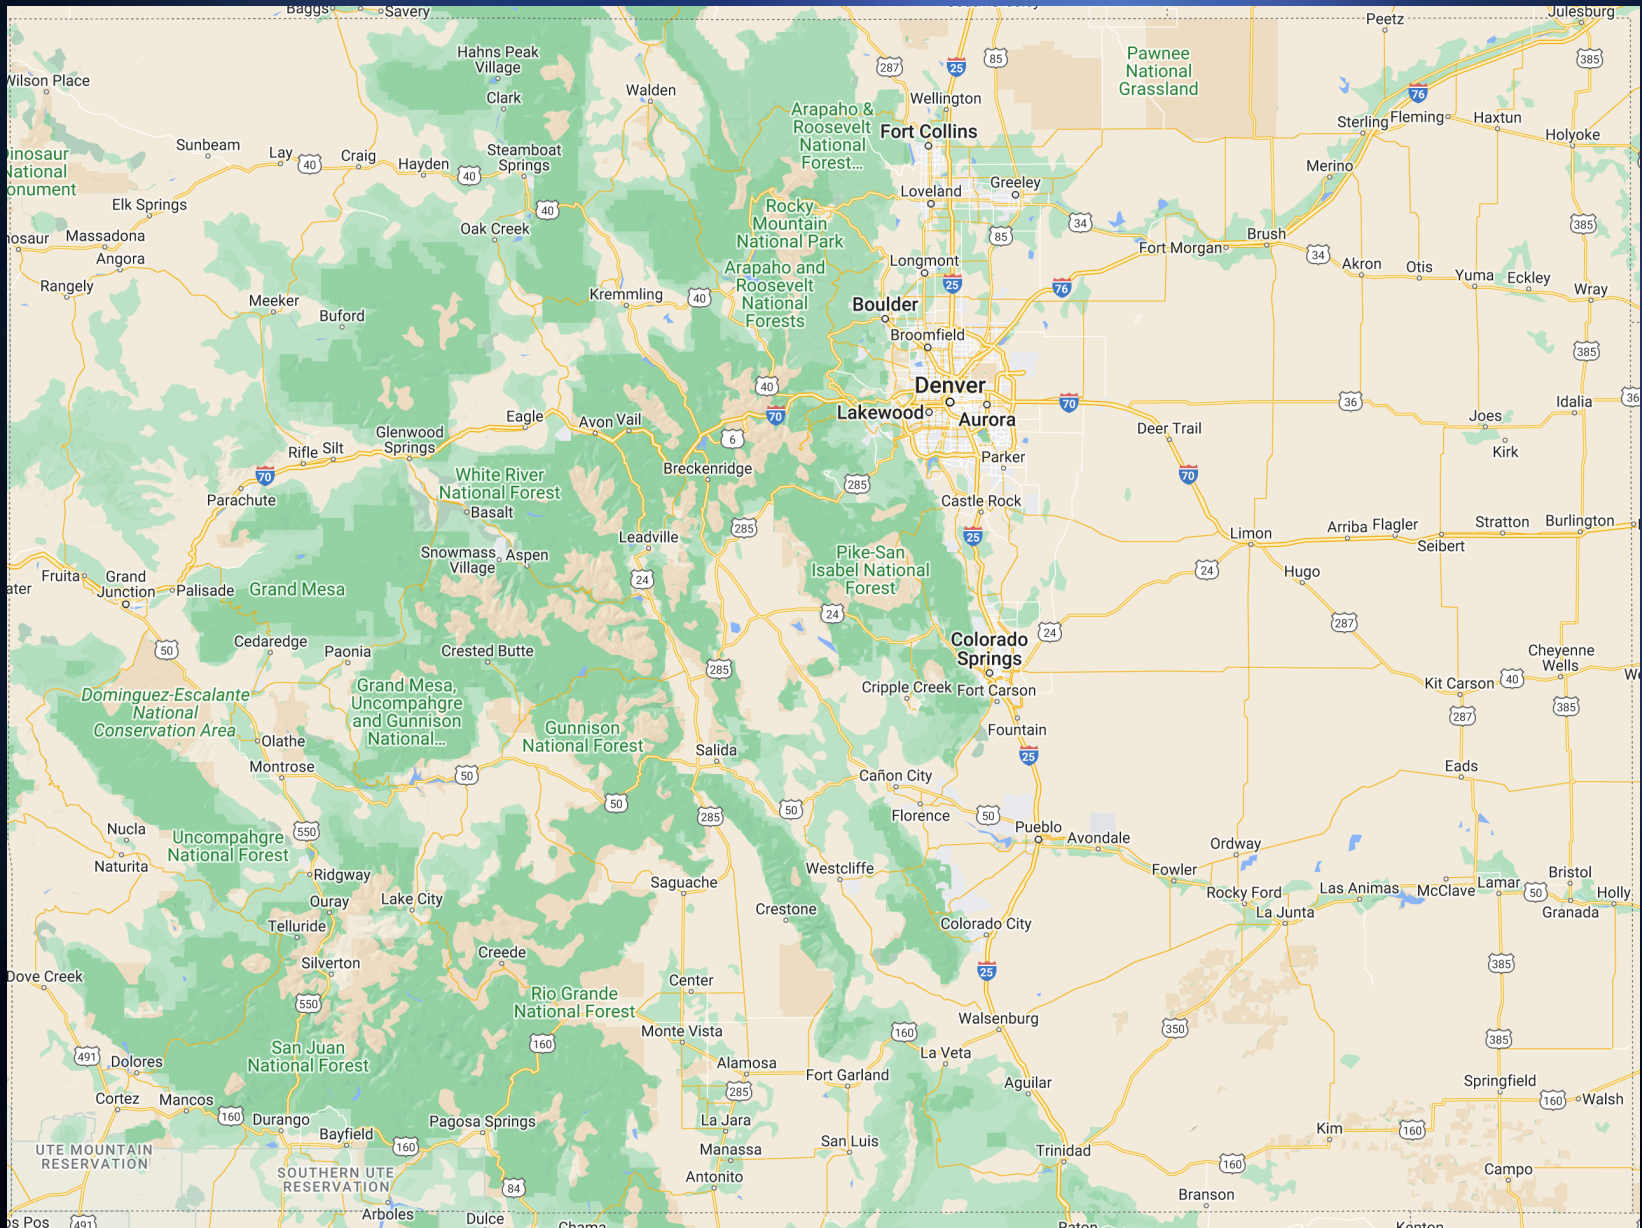 Baggs
Savery
Peetz
Julesburg
Hahns Peak
Village
287
25
85
Pawnee
National
Grassland
385
Wilson Place
Clark
Walden
Wellington
76
Arapaho &
Roosevelt
National
Forest...
Fort Collins
Sterling
Fleming
Haxtun
Holyoke
Dinosaur
National
onument
Sunbeam
Lay
40
Craig
Hayden
40
Steamboat
Springs
Merino
Elk Springs
40
Loveland
Greeley
Rocky
Mountain
National Park
34
385
nosaur
Massadona
Angora
Oak Creek
85
Fort Morgan
Brush
34
Longmont
Arapaho and
Roosevelt
National
Forests
Akron
Otis
Yuma
Eckley
Wray
Rangely
Meeker
Buford
Kremmling
40
25
76
Boulder
Broomfield
385
40
Denver
Lakewood
Aurora
70
70
36
Idalia
36
Joes
Kirk
Eagle
Avon
Vail
6
Deer Trail
Glenwood
Springs
Rifle
Silt
70
Parachute
White River
National Forest
Basalt
Breckenridge
285
Parker
70
Castle Rock
285
25
Leadville
Limon
Arriba
Flagler
Seibert
Stratton
Burlington
Snowmass
Village
Aspen
Pike-San
Isabel National
Forest
24
24
Hugo
Fruita
Grand
Junction
Palisade
Grand Mesa
ater
24
287
50
Cedaredge
Paonia
Crested Butte
Colorado
Springs
24
285
Cheyenne
Wells
Kit Carson
40
Dominguez-Escalante
National
Conservation Area
Grand Mesa,
Uncompahgre
and Gunnison
National...
Cripple Creek
Fort Carson
287
385
Fountain
Gunnison
National Forest
Olathe
Montrose
50
Salida
25
Eads
Cañon City
50
285
50
Florence
50
Pueblo
Avondale
Nucla
Naturita
Uncompahgre
National Forest
550
Ordway
Ridgway
Westcliffe
Fowler
Rocky Ford
Las Animas
McClave
Lamar
50
Bristol
Granada
Holly
Saguache
Ouray
Lake City
Crestone
La Junta
Telluride
Colorado City
Silverton
Creede
25
385
Dove Creek
Center
Rio Grande
National Forest
550
Monte Vista
160
Walsenburg
350
385
San Juan
National Forest
160
491
Dolores
Alamosa
La Veta
Fort Garland
285
Aguilar
Springfield
Cortez
Mancos
160
Durango
Bayfield
160
Pagosa Springs
La Jara
160
Walsh
Kim
160
UTE MOUNTAIN
RESERVATION
Manassa
San Luis
Trinidad
160
SOUTHERN UTE
RESERVATION
Antonito
84
Campo
Branson
Arboles
Dulce
os Pos
491
Chama
Raton
Kenton